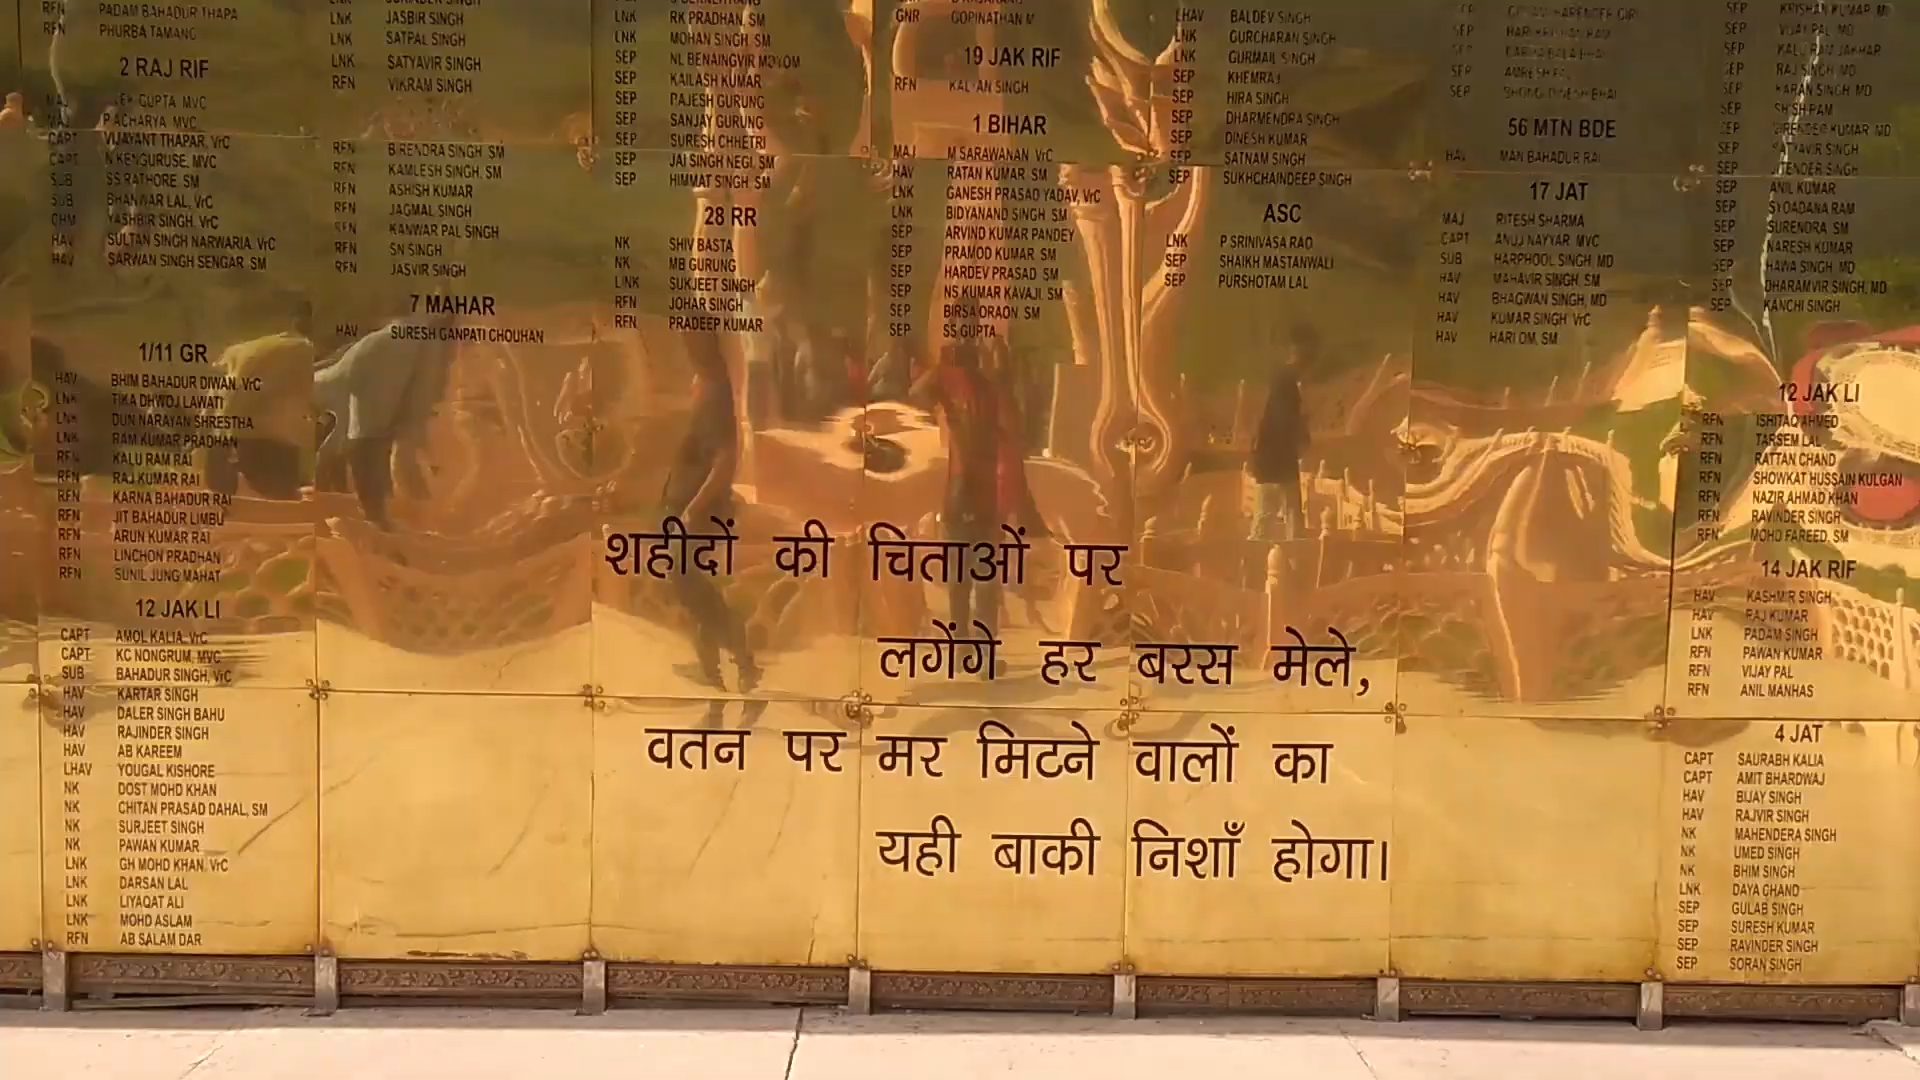 RFN PADAM BAHADUR THAPA
RFN PHURBA TAMANG
2 RAJ RIF
GUPTA MVC
MAJ P ACHARYA MVC
CAPT VIJAYANT THAPAR, VrC
CAPT N KENGURUSE, MVC
SUB SS RATHORE, SM
SUB BHANWAR LAL, VrC
CHM YASHBIR SINGH, VrC
HAV SULTAN SINGH NARWARIA, VrC
HAV SARWAN SINGH SENGAR SM
1/11 GR
HAV BHIM BAHADUR DIWAN, VrC
LNK TIKA DHWOJ LAWATI
LNK DUN NARAYAN SHRESTHA
LNK RAM KUMAR PRADHAN
RFN KALU RAM RAI
RFN RAJ KUMAR RAI
RFN KARNA BAHADUR RAI
RFN JIT BAHADUR LIMBU
RFN ARUN KUMAR RAI
RFN LINCHON PRADHAN
RFN SUNIL JUNG MAHAT
12 JAK LI
CAPT AMOL KALIA, VrC
CAPT KC NONGRUM, MVC
SUB BAHADUR SINGH, VrC
HAV KARTAR SINGH
HAV DALER SINGH BAHU
HAV RAJINDER SINGH
HAV AB KAREEM
LHAV YOUGAL KISHORE
NK DOST MOHD KHAN
NK CHITAN PRASAD DAHAL, SM
NK SURJEET SINGH
NK PAWAN KUMAR
LNK GH MOHD KHAN, VrC
LNK DARSAN LAL
LNK LIYAQAT ALI
LNK MOHD ASLAM
RFN AB SALAM DAR
LNK JASBIR SINGH
LNK SATPAL SINGH
LNK SATYAVIR SINGH
RFN VIKRAM SINGH
RFN BIRENDRA SINGH SM
RFN KAMLESH SINGH, SM
RFN ASHISH KUMAR
RFN JAGMAL SINGH
RFN KANWAR PAL SINGH
RFN SN SINGH
RFN JASVIR SINGH
7 MAHAR
HAV SURESH GANPATI CHOUHAN
LNK RK PRADHAN, SM
LNK MOHAN SINGH, SM
SEP NL BENAINGVIR MOYOM
SEP KAILASH KUMAR
SEP RAJESH GURUNG
SEP SANJAY GURUNG
SEP SURESH CHHETRI
SEP JAI SINGH NEGI, SM
SEP HIMMAT SINGH, SM
28 RR
NK SHIV BASTA
NK MB GURUNG
LNK SUKJEET SINGH
RFN JOHAR SINGH
RFN PRADEEP KUMAR
GNR GOPINATHAN M
19 JAK RIF
RFN KALYAN SINGH
1 BIHAR
MAJ M SARAWANAN VrC
HAV RATAN KUMAR SM
LNK GANESH PRASAD YADAV, VrC
LNK BIDYANAND SINGH SM
SEP ARVIND KUMAR PANDEY
SEP PRAMOD KUMAR SM
SEP HARDEV PRASAD SM
SEP NS KUMAR KAVAJI, SM
SEP BIRSA ORAON SM
SEP SS GUPTA
LHAV BALDEV SINGH
LNK GURCHARAN SINGH
LNK GURMAIL SINGH
SEP KHEMRAJ
SEP HIRA SINGH
SEP DHARMENDRA SINGH
SEP DINESH KUMAR
SEP SATNAM SINGH
SEP SUKHCHAINDEEP SINGH
ASC
LNK P SRINIVASA RAO
SEP SHAIKH MASTANWALI
SEP PURSHOTAM LAL
SEP
SEP
SEP
56 MTN BDE
HAV MAN BAHADUR RAI
17 JAT
MAJ RITESH SHARMA
CAPT ANUJ NAYYAR MVC
SUB HARPHOOL SINGH, MD
HAV MAHAVIR SINGH, SM
HAV BHAGWAN SINGH, MD
HAV KUMAR SINGH VrC
HAV HARI OM, SM
SEP KRISHAN KUMAR
SEP VIJAY PAL MD
SEP KALU RAM JAKHAR
SEP RAJ SINGH MD
SEP KARAN SINGH MD
SEP SHISH RAM
KUMAR MD
SEP SATYAVIR SINGH
SEP JITENDER SINGH
SEP ANIL KUMAR
SEP SYODANA RAM
SEP SURENDRA SM
SEP NARESH KUMAR
SEP HAWA SINGH MD
SEP DHARAMVIR SINGH, MD
SEP KANCHI SINGH
12 JAK LI
RFN ISHITAQ AHMED
RFN TARSEM LAL
RFN RATTAN CHAND
RFN SHOWKAT HUSSAIN KULGAN
RFN NAZIR AHMAD KHAN
RFN RAVINDER SINGH
RFN MOHD FAREED, SM
14 JAK RIF
HAV KASHMIR SINGH
HAV RAJ KUMAR
LNK PADAM SINGH
RFN PAWAN KUMAR
RFN VIJAY PAL
RFN ANIL MANHAS
4 JAT
CAPT SAURABH KALIA
CAPT AMIT BHARDWAJ
HAV BIJAY SINGH
HAV RAJVIR SINGH
NK MAHENDERA SINGH
NK UMED SINGH
NK BHIM SINGH
LNK DAYA CHAND
SEP GULAB SINGH
SEP SURESH KUMAR
SEP RAVINDER SINGH
SEP SORAN SINGH
शहीदों की चिताओं पर
लगेंगे हर बरस मेले,
वतन पर मर मिटने वालों का
यही बाकी निशाँ होगा।